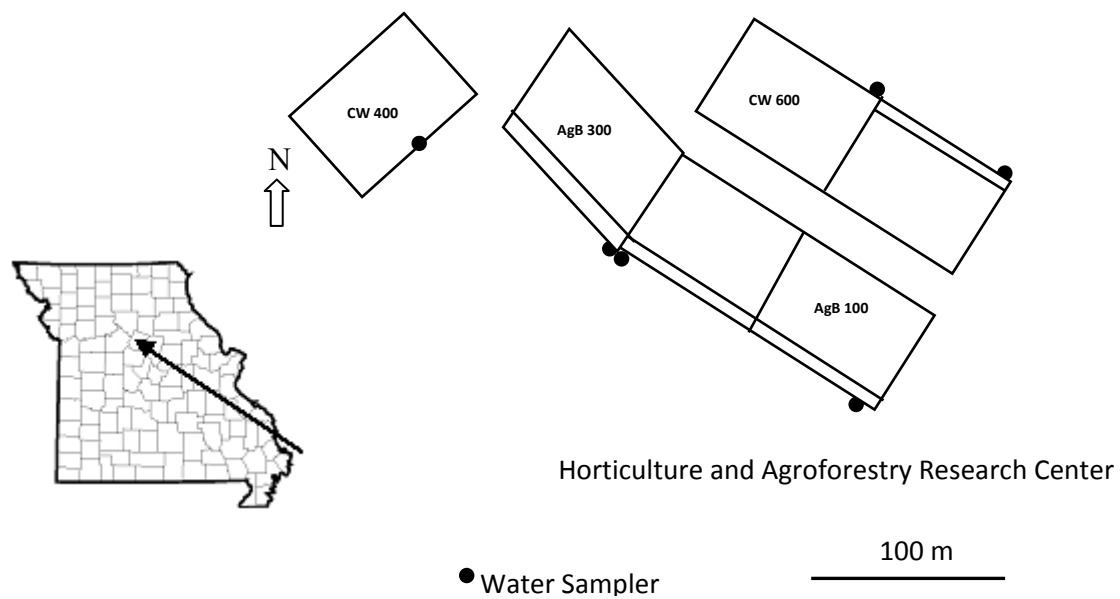 CW 400
AgB 300
CW 600
N
AgB 100
Horticulture and Agroforestry Research Center
100 m
Water Sampler